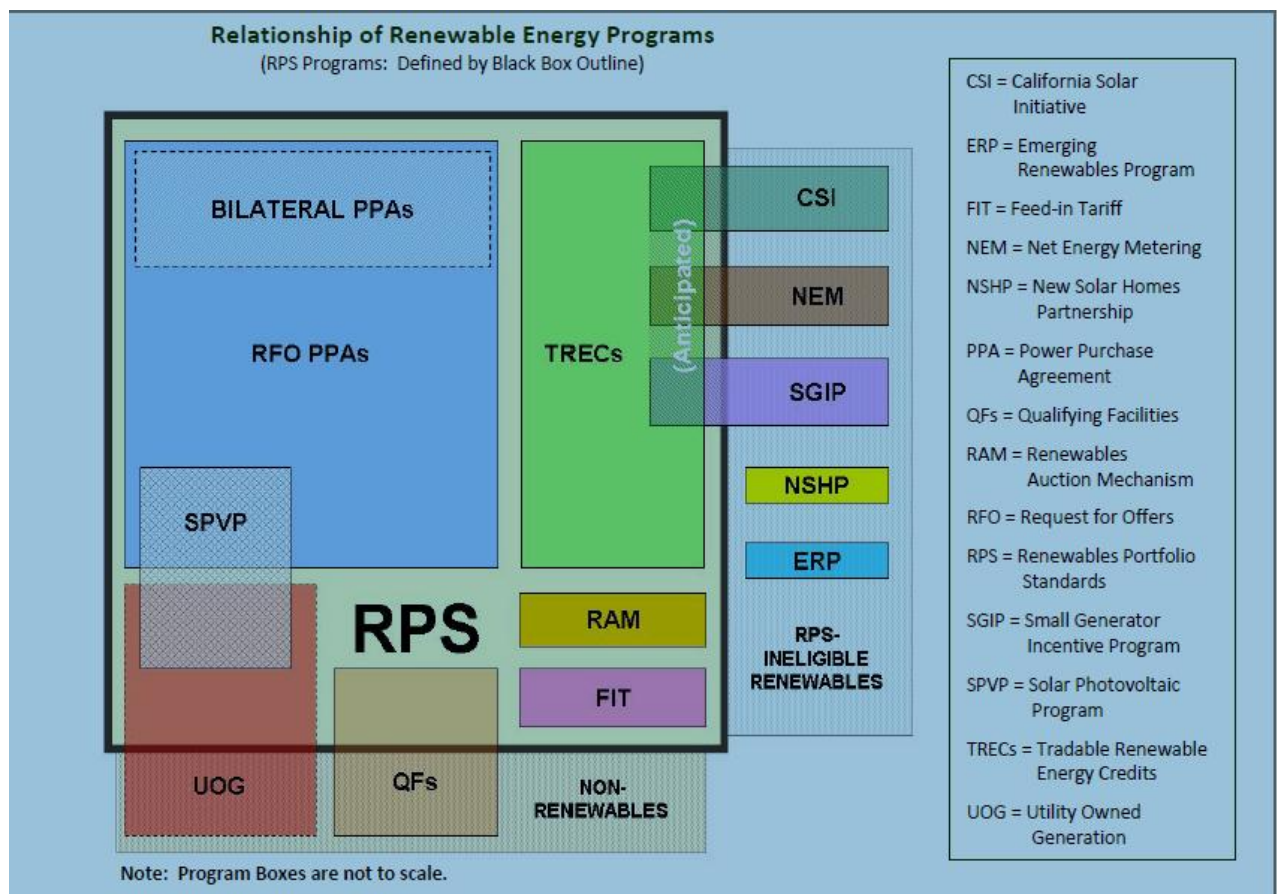 Relationship of Renewable Energy Programs
(RPS Programs:  Defined by Black Box Outline)
BILATERAL PPAs
RFO PPAs
SPVP
TRECs
(Anticipated)
CSI
NEM
SGIP
NSHP
ERP
RPS-
INELIGIBLE
RENEWABLES
RPS
RAM
FIT
UOG
QFs
NON-
RENEWABLES
Note:  Program Boxes are not to scale.
CSI = California Solar
Initiative
ERP = Emerging
Renewables Program
FIT = Feed-in Tariff
NEM = Net Energy Metering
NSHP = New Solar Homes
Partnership
PPA = Power Purchase
Agreement
QFs = Qualifying Facilities
RAM = Renewables
Auction Mechanism
RFO = Request for Offers
RPS = Renewables Portfolio
Standards
SGIP = Small Generator
Incentive Program
SPVP = Solar Photovoltaic
Program
TRECs = Tradable Renewable
Energy Credits
UOG = Utility Owned
Generation